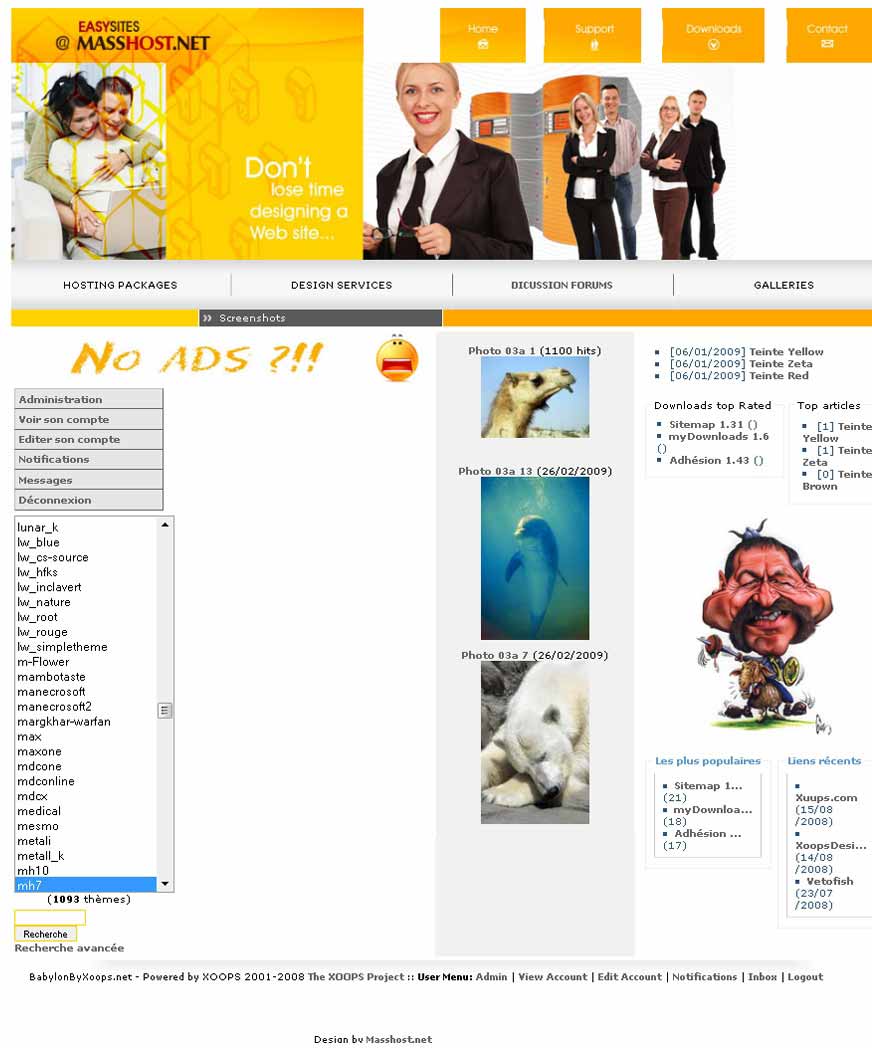 EASYSITES
@ MASSHOST.NET
Home
Support
Downloads
Contact
Don't
lose time
designing a
Web site...
HOSTING PACKAGES
DESIGN SERVICES
DICUSSION FORUMS
GALLERIES
Screenshots
No ADS ?!!
Administration
Voir son compte
Editer son compte
Notifications
Messages
Déconnexion
lunar_k
lw_blue
lw_cs-source
lw_hfks
lw_inclavert
lw_nature
lw_root
lw_rouge
lw_simpletheme
m-Flower
mambotaste
manecrosoft
manecrosoft2
margkhar-warfan
max
maxone
mdcone
mdconline
mdcx
medical
mesmo
metali
metall_k
mh10
mh7
(1093 thèmes)
Recherche
Recherche avancée
Photo 03a 1 (1100 hits)
Photo 03a 13 (26/02/2009)
Photo 03a 7 (26/02/2009)
[06/01/2009] Teinte Yellow
[06/01/2009] Teinte Zeta
[06/01/2009] Teinte Red
Downloads top Rated
Sitemap 1.31 ()
myDownloads 1.6
()
Adhésion 1.43 ()
Top articles
[1] Teinte
Yellow
[1] Teinte
Zeta
[0] Teinte
Brown
Les plus populaires
Sitemap 1...
(21)
myDownloa...
(18)
Adhésion ...
(17)
Liens récents
Xuups.com
(15/08
/2008)
XoopsDesi...
(14/08
/2008)
Vetofish
(23/07
/2008)
BabylonByXoops.net - Powered by XOOPS 2001-2008 The XOOPS Project :: User Menu: Admin | View Account | Edit Account | Notifications | Inbox | Logout
Design by Masshost.net